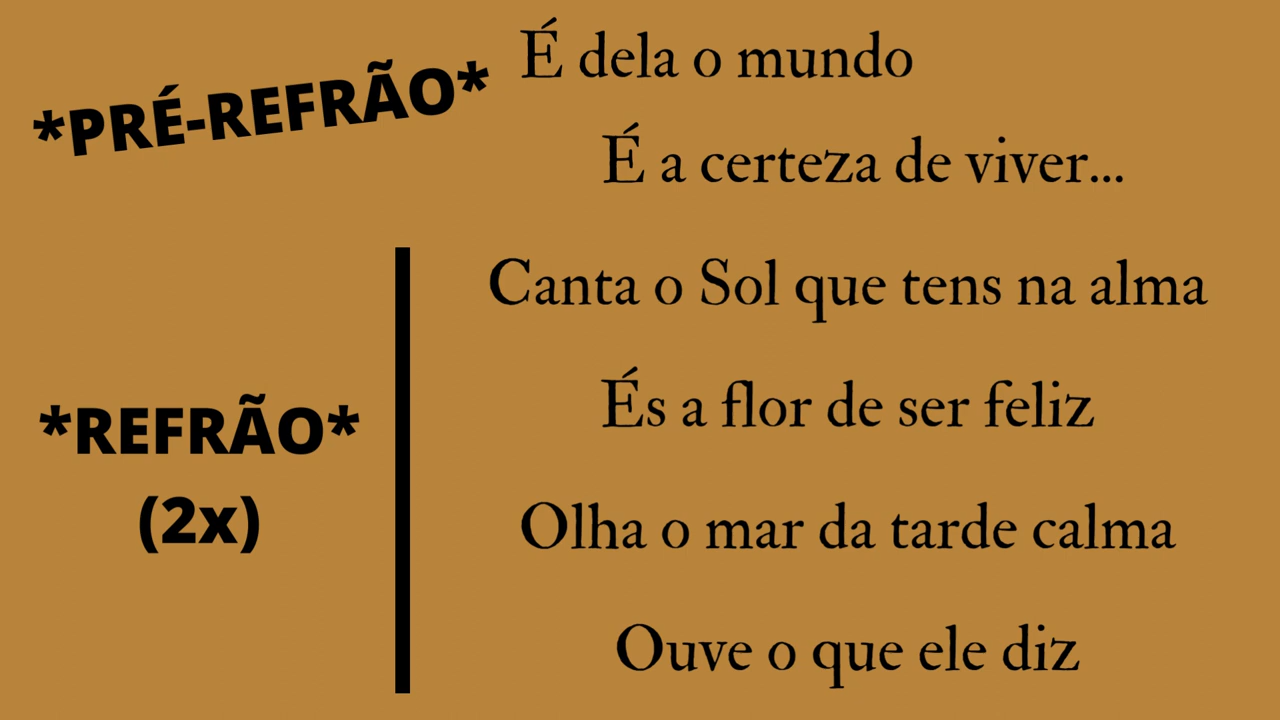 *PRÉ-REFRÃO*
É dela o mundo
É a certeza de viver...
*REFRÃO*
(2x)
Canta o Sol que tens na alma
És a flor de ser feliz
Olha o mar da tarde calma
Ouve o que ele diz